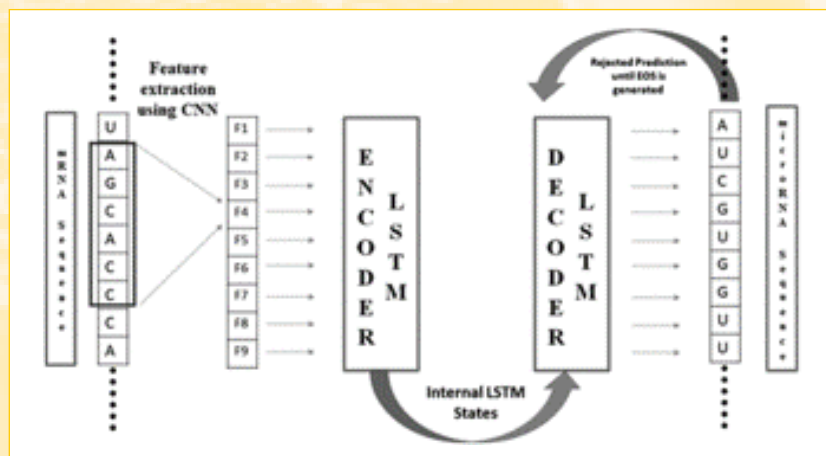 Feature
extraction
using CNN
mRNA Sequence
U
A
G
C
A
C
C
C
A
F1
F2
F3
F4
F5
F6
F7
F8
F9
ENCODER
LSTM
Internal LSTM
States
DECODER
LSTM
Rejected Prediction
until EOS is
generated
A
U
C
G
U
G
G
U
U
microRNA Sequence